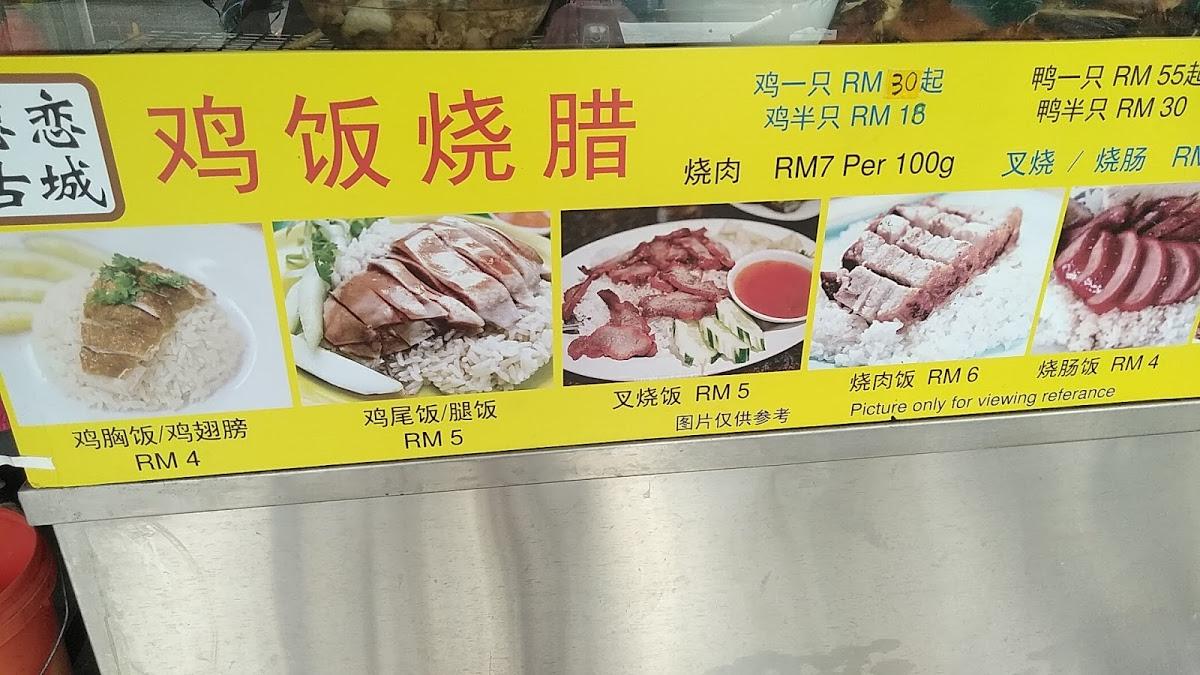 恋
古城
鸡饭烧腊
鸡一只 RM 30起
鸡半只 RM 18
鸭一只 RM 55起
鸭半只 RM 30
烧肉 RM7 Per 100g
叉烧 / 烧肠 RM
鸡胸饭/鸡翅膀
RM 4
鸡尾饭/腿饭
RM 5
叉烧饭 RM 5
图片仅供参考
烧肉饭 RM 6
烧肠饭 RM 4
Picture only for viewing referance